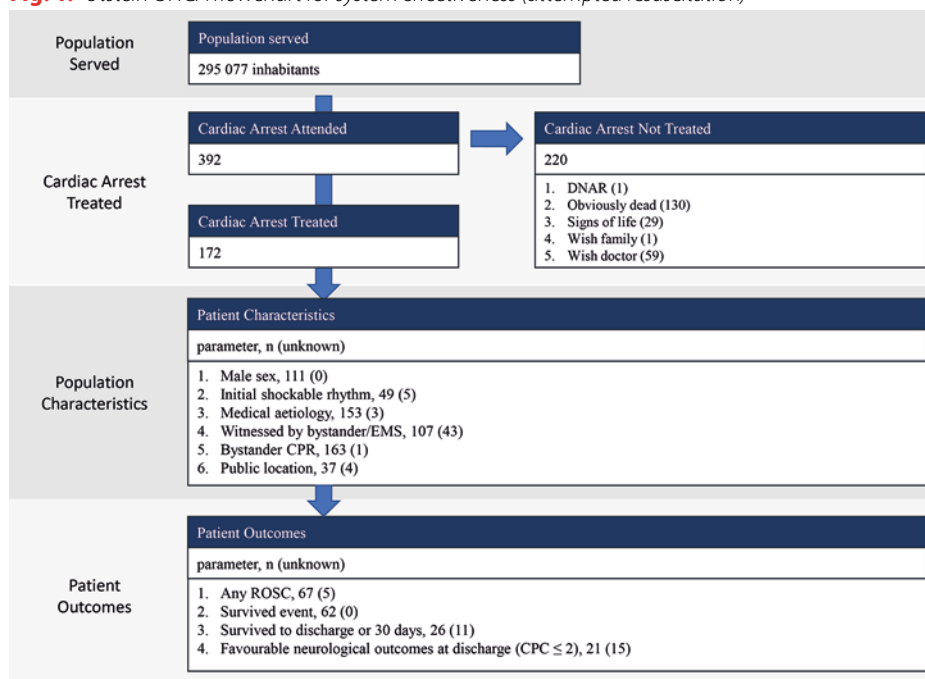 Population
Served
Population served
295 077 inhabitants
Cardiac Arrest
Treated
Cardiac Arrest Attended
392
Cardiac Arrest Not Treated
220
1. DNAR (1)
2. Obviously dead (130)
3. Signs of life (29)
4. Wish family (1)
5. Wish doctor (59)
Cardiac Arrest Treated
172
Population
Characteristics
Patient Characteristics
parameter, n (unknown)
1. Male sex, 111 (0)
2. Initial shockable rhythm, 49 (5)
3. Medical aetiology, 153 (3)
4. Witnessed by bystander/EMS, 107 (43)
5. Bystander CPR, 163 (1)
6. Public location, 37 (4)
Patient
Outcomes
Patient Outcomes
parameter, n (unknown)
1. Any ROSC, 67 (5)
2. Survived event, 62 (0)
3. Survived to discharge or 30 days, 26 (11)
4. Favourable neurological outcomes at discharge (CPC ≤ 2), 21 (15)